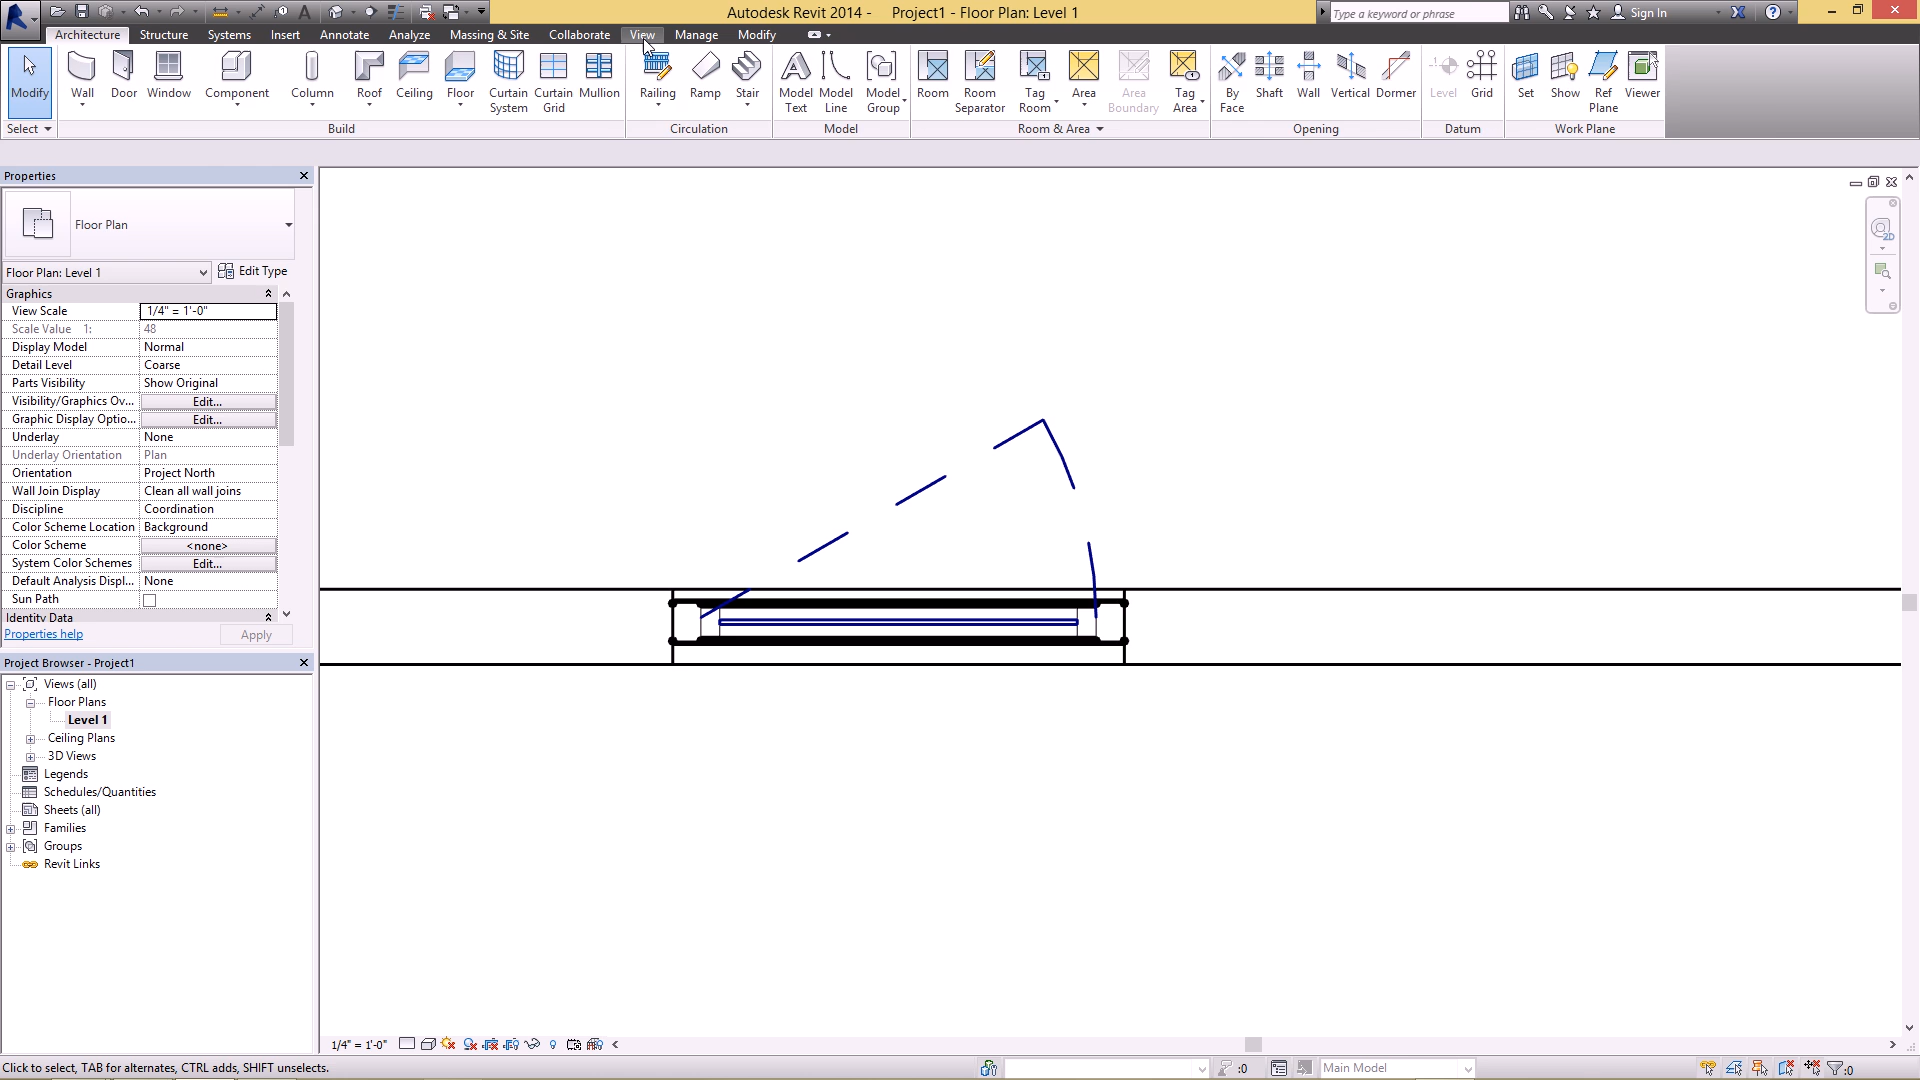 Autodesk Revit 2014 - Project1 - Floor Plan: Level 1
Type a keyword or phrase
Sign In
Architecture Structure Systems Insert Annotate Analyze Massing & Site Collaborate View Manage Modify
Modify
Wall
Door
Window
Component
Column
Roof
Ceiling
Floor
Curtain System
Curtain Grid
Mullion
Railing
Ramp
Stair
Model Text
Model Line
Model Group
Room
Room Separator
Tag Room
Area
Area Boundary
Tag Area
By Face
Shaft
Wall
Vertical
Dormer
Level
Grid
Set
Show
Ref Plane
Viewer
Select Build Circulation Model Room & Area Opening Datum Work Plane
Properties
Floor Plan
Floor Plan: Level 1 Edit Type
Graphics
View Scale 1/4" = 1'-0"
Scale Value 1: 48
Display Model Normal
Detail Level Coarse
Parts Visibility Show Original
Visibility/Graphics Ov... Edit...
Graphic Display Optio... Edit...
Underlay None
Underlay Orientation Plan
Orientation Project North
Wall Join Display Clean all wall joins
Discipline Coordination
Color Scheme Location Background
Color Scheme <none>
System Color Schemes Edit...
Default Analysis Displ... None
Sun Path
Identity Data
Properties help Apply
Project Browser - Project1
Views (all)
Floor Plans
Level 1
Ceiling Plans
3D Views
Legends
Schedules/Quantities
Sheets (all)
Families
Groups
Revit Links
2D
1/4" = 1'-0"
Click to select, TAB for alternates, CTRL adds, SHIFT unselects.
:0
Main Model
:0